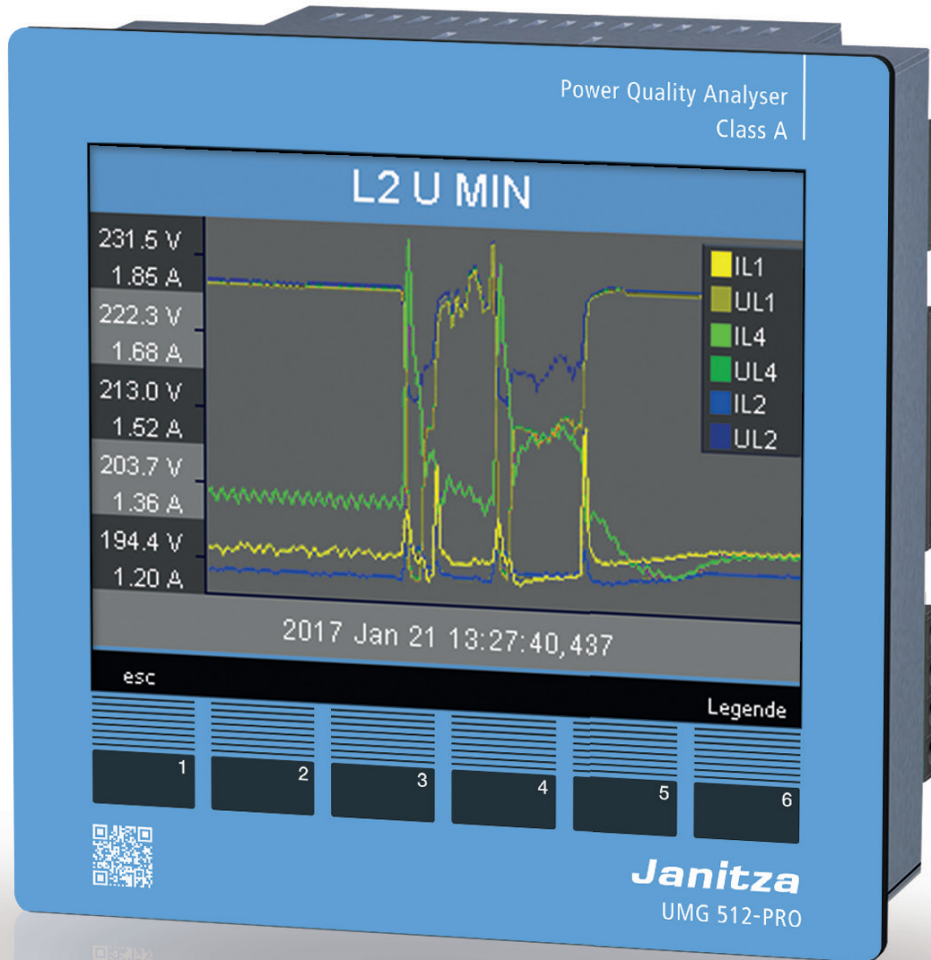 Power Quality Analyser
Class A
L2 U MIN
231.5 V
1.85 A
222.3 V
1.68 A
213.0 V
1.52 A
203.7 V
1.36 A
194.4 V
1.20 A
IL1
UL1
IL4
UL4
IL2
UL2
2017 Jan 21 13:27:40,437
esc
Legende
1
2
3
4
5
6
Janitza
UMG 512-PRO